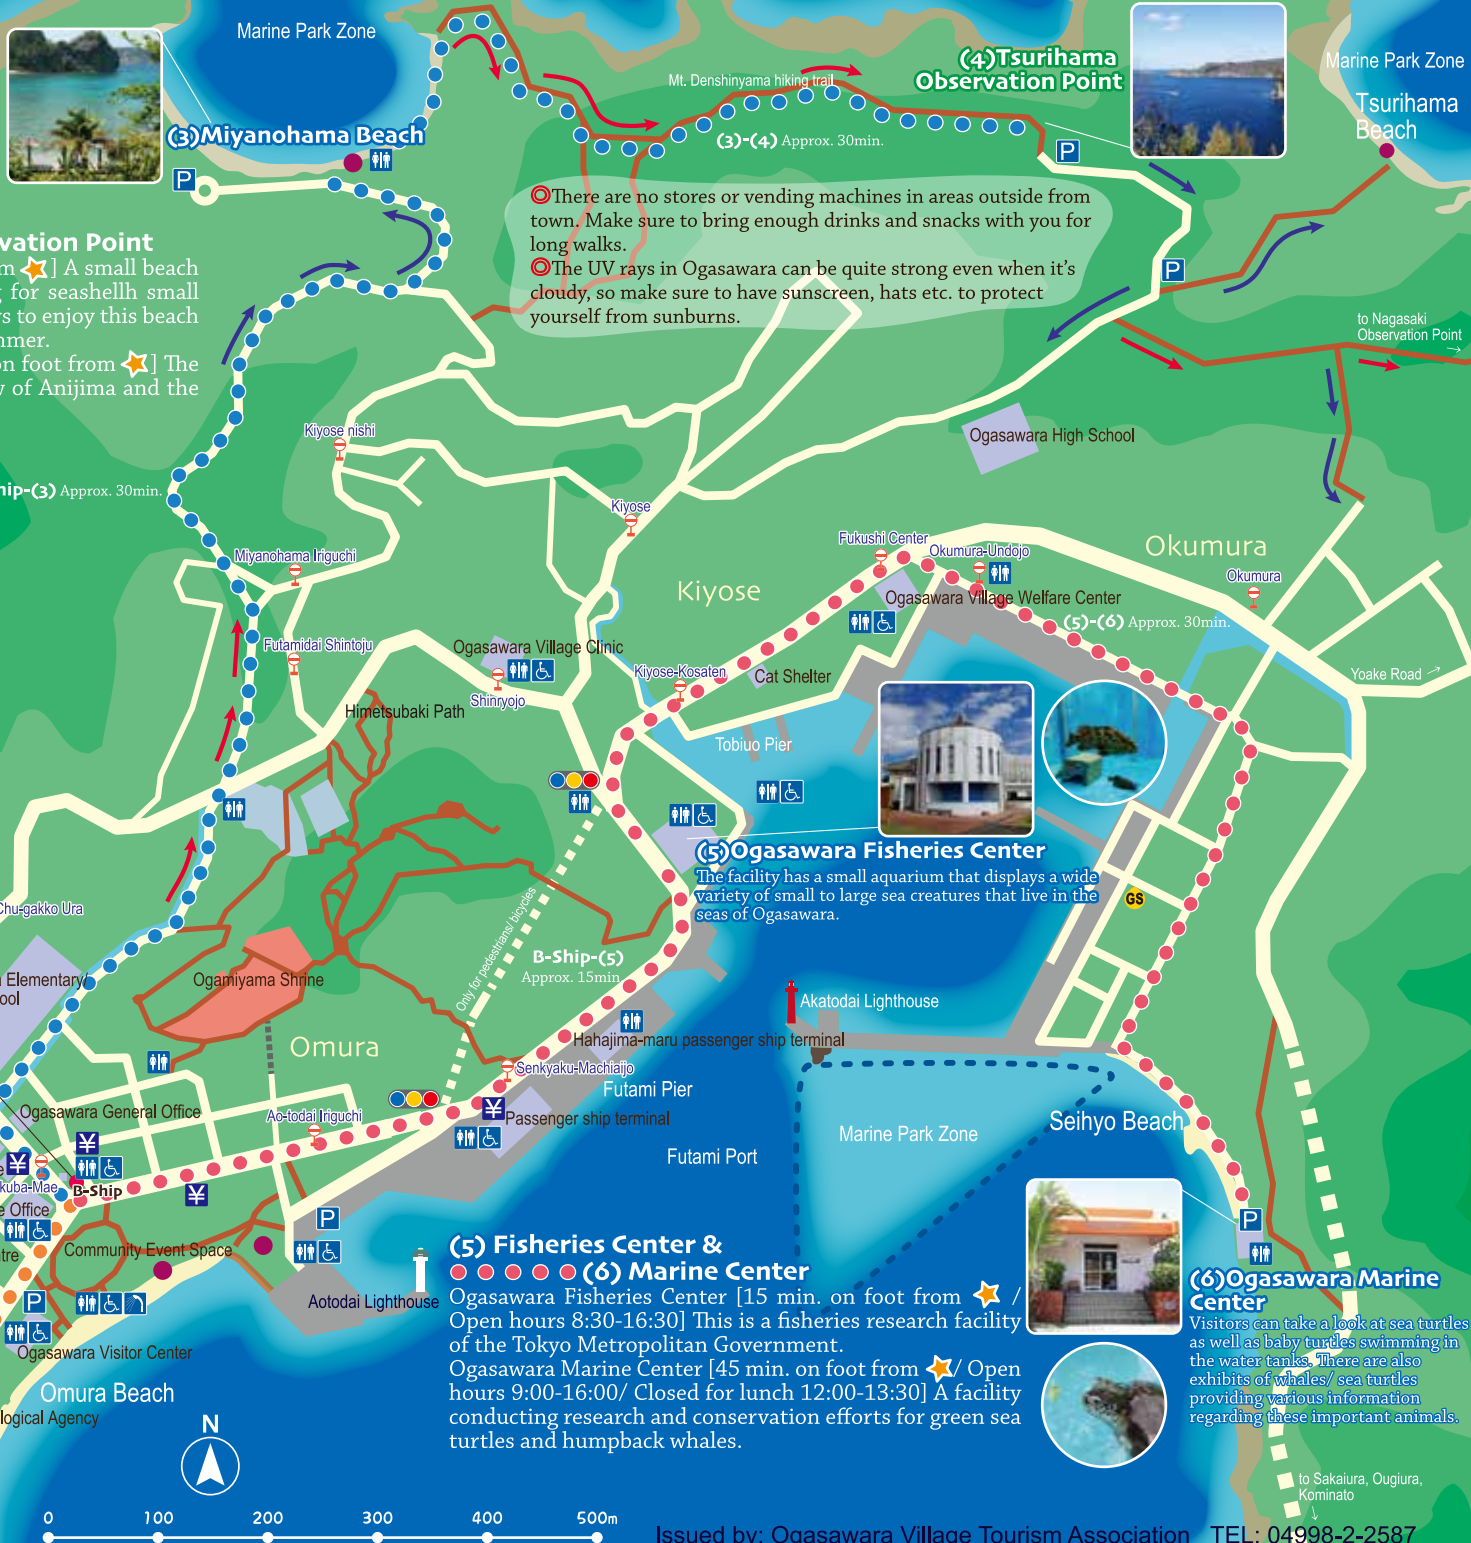 Marine Park Zone
(3)Miyanohama Beach
P
Mt. Denshinyama hiking trail
(4)Tsurihama
Observation Point
Marine Park Zone
Tsurihama
Beach
(3)-(4) Approx. 30min.
P
P
◎There are no stores or vending machines in areas outside from
town. Make sure to bring enough drinks and snacks with you for
long walks.
◎The UV rays in Ogasawara can be quite strong even when it's
cloudy, so make sure to have sunscreen, hats etc. to protect
yourself from sunburns.
vation Point
m ] A small beach
g for seashellh small
rs to enjoy this beach
mmer.
on foot from ] The
w of Anijima and the
to Nagasaki
Observation Point →
Kiyose nishi
Ogasawara High School
hip-(3) Approx. 30min.
Kiyose
Miyanohama Iriguchi
Fukushi Center
Okumura-Undojo
Okumura
Okumura
Kiyose
Ogasawara Village Welfare Center
(5)-(6) Approx. 30min.
Futamidai Shintoju
Ogasawara Village Clinic
Shinryojo
Kiyose-Kosaten
Cat Shelter
Yoake Road →
Himetsubaki Path
Tobiuo Pier
(5)Ogasawara Fisheries Center
The facility has a small aquarium that displays a wide
variety of small to large sea creatures that live in the
seas of Ogasawara.
GS
Chu-gakko Ura
Only for pedestrians/ bicycles
B-Ship-(5)
Approx. 15min.
a Elementary/
ool
Ogamiyama Shrine
Akatodai Lighthouse
Omura
Hahajima-maru passenger ship terminal
Senkyaku-Machiaijo
Futami Pier
Ogasawara General Office
Ao-todai Iriguchi
¥
Passenger ship terminal
Marine Park Zone
Seihyo Beach
Futami Port
¥
¥
e
kuba-Mae
B-Ship
¥
e Office
P
P
ntre
Community Event Space
Aotodai Lighthouse
P
Ogasawara Visitor Center
Omura Beach
logical Agency
(5) Fisheries Center &
(6) Marine Center
Ogasawara Fisheries Center [15 min. on foot from /
Open hours 8:30-16:30] This is a fisheries research facility
of the Tokyo Metropolitan Government.
Ogasawara Marine Center [45 min. on foot from / Open
hours 9:00-16:00/ Closed for lunch 12:00-13:30] A facility
conducting research and conservation efforts for green sea
turtles and humpback whales.
(6)Ogasawara Marine
Center
Visitors can take a look at sea turtles
as well as baby turtles swimming in
the water tanks. There are also
exhibits of whales/ sea turtles
providing various information
regarding these important animals.
to Sakaiura, Ougiura,
Kominato
↓
N
0 100 200 300 400 500m
Issued by: Ogasawara Village Tourism Association TEL: 04998-2-2587